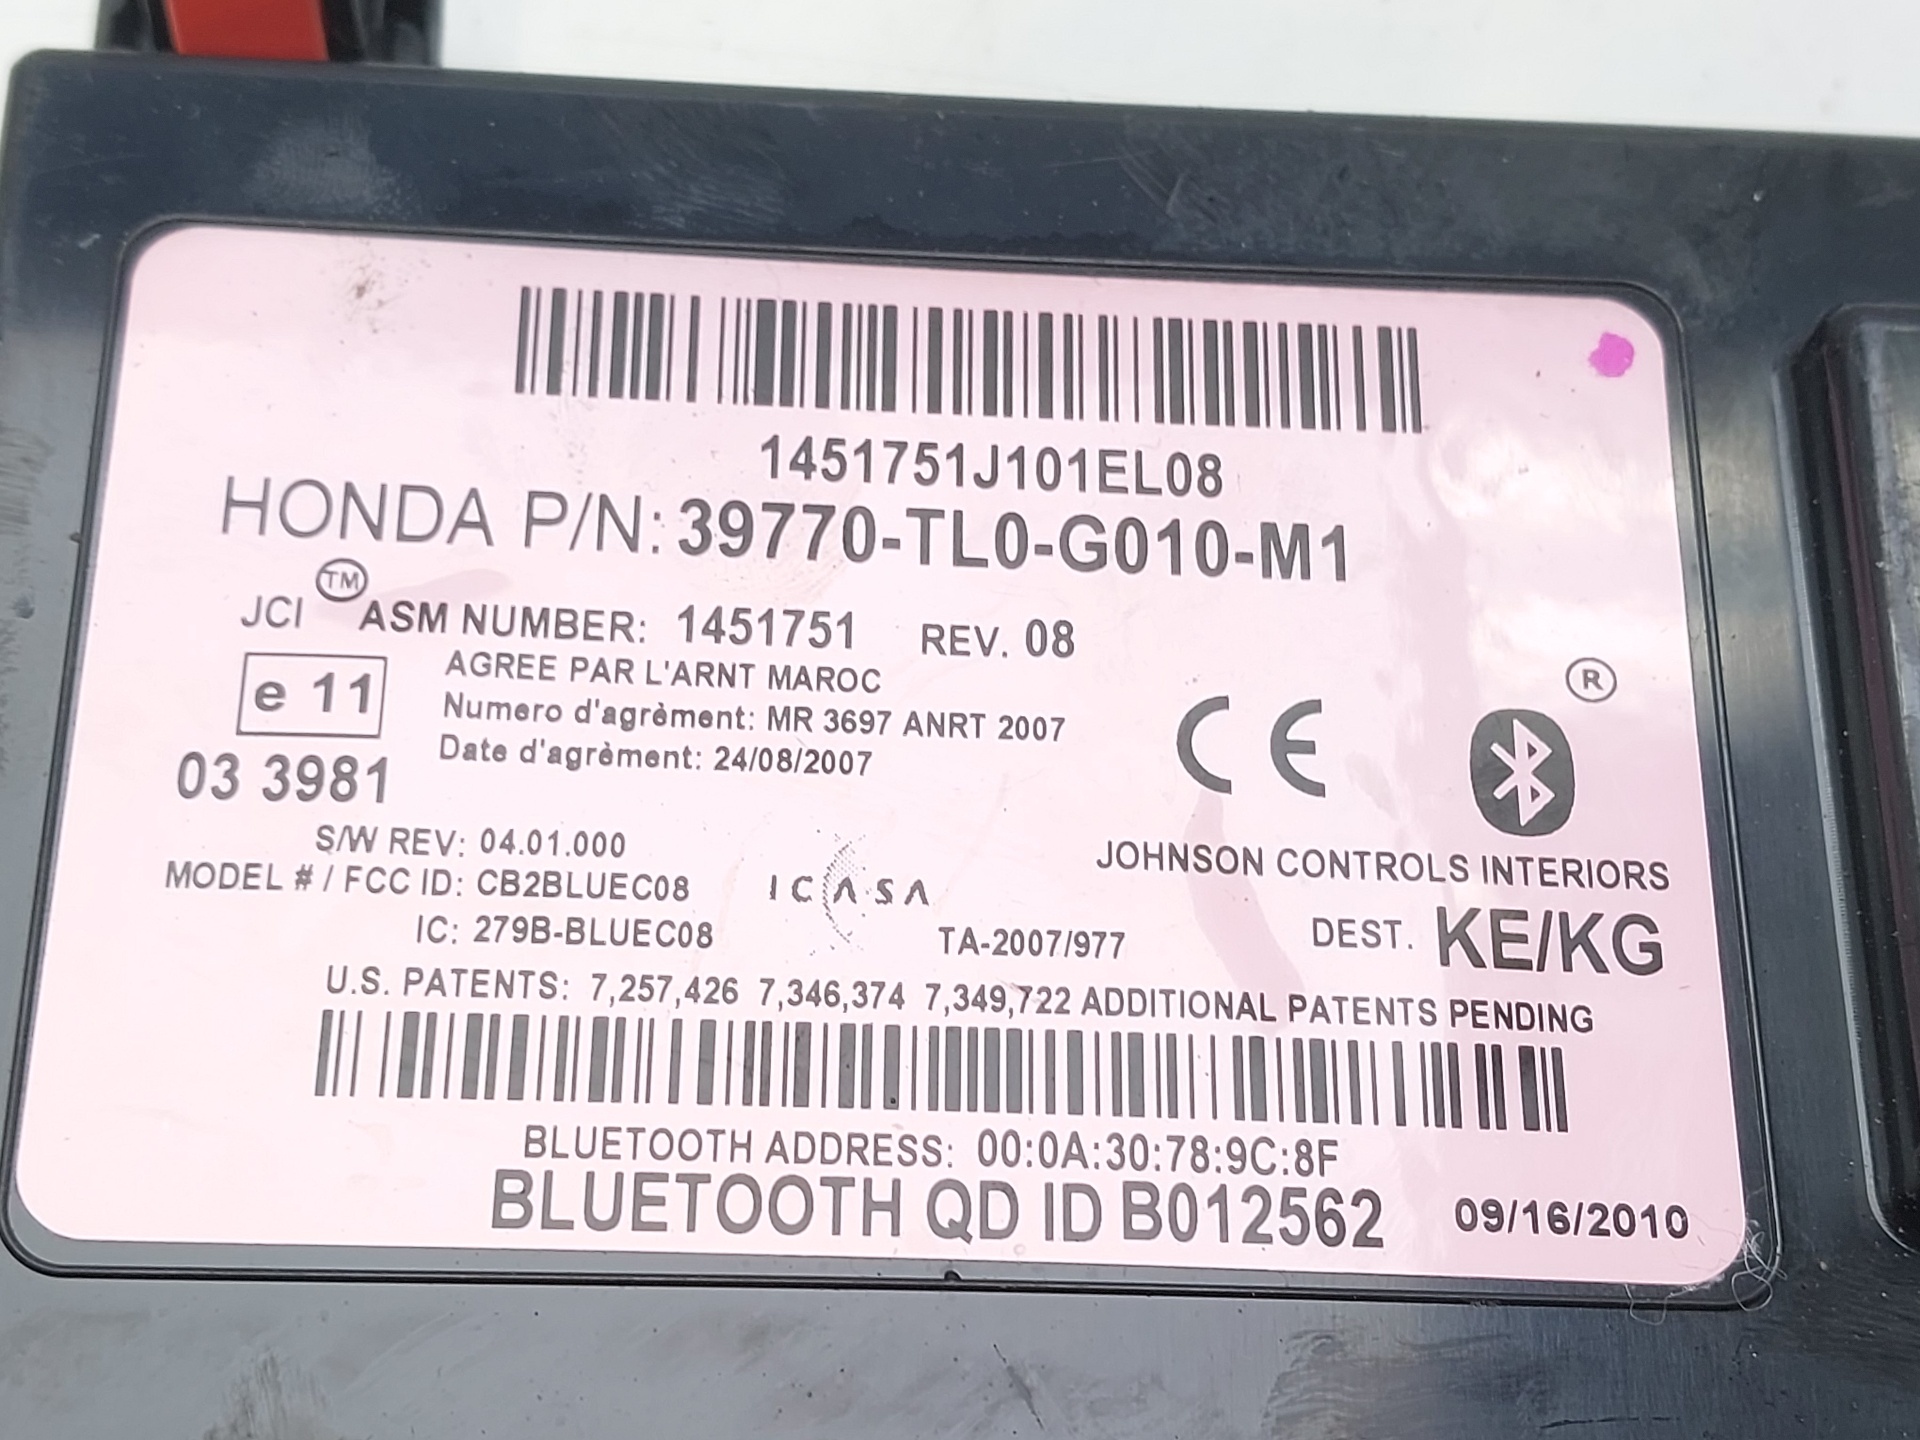 1451751J101EL08
HONDA P/N: 39770-TL0-G010-M1
JCI TM ASM NUMBER: 1451751 REV. 08
e 11
03 3981
AGREE PAR L'ARNT MAROC
Numero d'agrèment: MR 3697 ANRT 2007
Date d'agrèment: 24/08/2007
CE
R
S/W REV: 04.01.000
MODEL # / FCC ID: CB2BLUEC08
IC: 279B-BLUEC08
ICASA
TA-2007/977
JOHNSON CONTROLS INTERIORS
DEST. KE/KG
U.S. PATENTS: 7,257,426 7,346,374 7,349,722 ADDITIONAL PATENTS PENDING
BLUETOOTH ADDRESS: 00:0A:30:78:9C:8F
BLUETOOTH QD ID B012562
09/16/2010